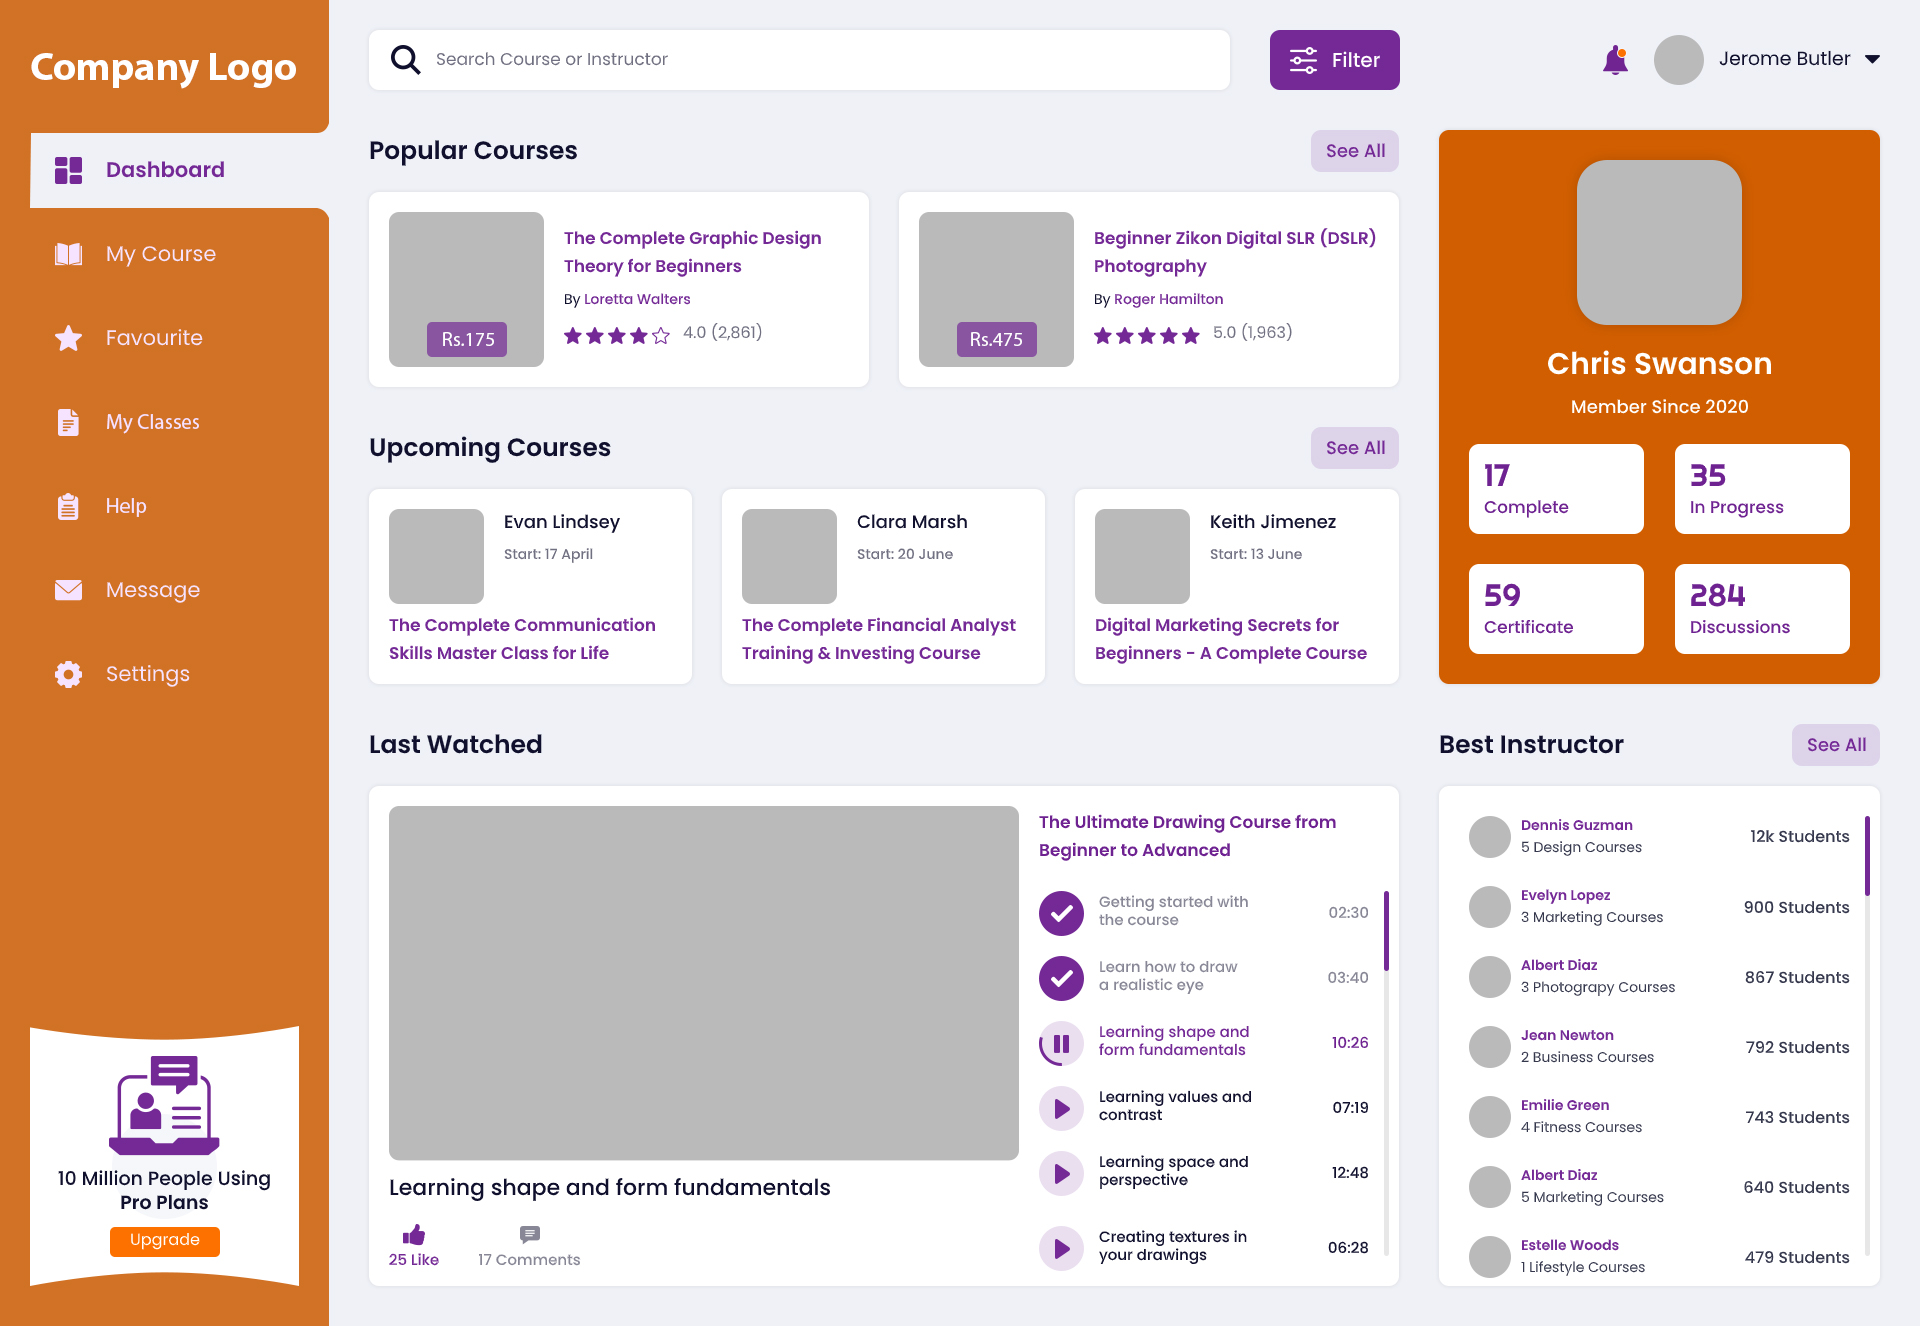 Company Logo
Dashboard
My Course
Favourite
My Classes
Help
Message
Settings
10 Million People Using
Pro Plans
Upgrade
Search Course or Instructor
Filter
Jerome Butler
Popular Courses
See All
The Complete Graphic Design
Theory for Beginners
By Loretta Walters
4.0 (2,861)
Rs.175
Beginner Zikon Digital SLR (DSLR)
Photography
By Roger Hamilton
5.0 (1,963)
Rs.475
Upcoming Courses
See All
Evan Lindsey
Start: 17 April
The Complete Communication
Skills Master Class for Life
Clara Marsh
Start: 20 June
The Complete Financial Analyst
Training & Investing Course
Keith Jimenez
Start: 13 June
Digital Marketing Secrets for
Beginners - A Complete Course
Chris Swanson
Member Since 2020
17
Complete
35
In Progress
59
Certificate
284
Discussions
Last Watched
Learning shape and form fundamentals
25 Like
17 Comments
The Ultimate Drawing Course from
Beginner to Advanced
Getting started with
the course
02:30
Learn how to draw
a realistic eye
03:40
Learning shape and
form fundamentals
10:26
Learning values and
contrast
07:19
Learning space and
perspective
12:48
Creating textures in
your drawings
06:28
Best Instructor
See All
Dennis Guzman
5 Design Courses
12k Students
Evelyn Lopez
3 Marketing Courses
900 Students
Albert Diaz
3 Photograpy Courses
867 Students
Jean Newton
2 Business Courses
792 Students
Emilie Green
4 Fitness Courses
743 Students
Albert Diaz
5 Marketing Courses
640 Students
Estelle Woods
1 Lifestyle Courses
479 Students